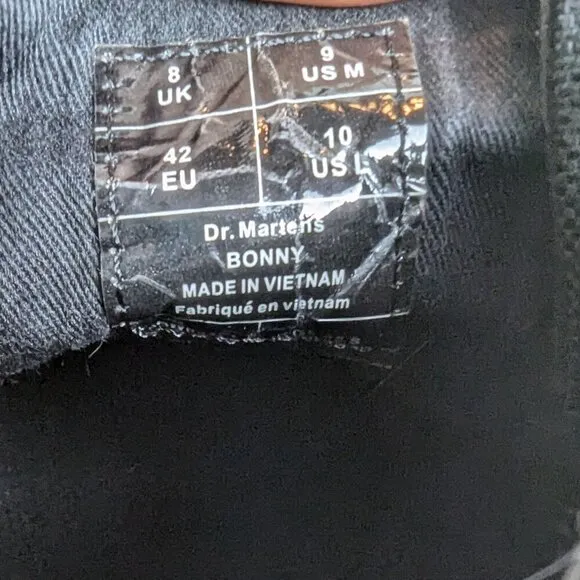 8
UK
9
US M
42
EU
10
US L
Dr. Martens
BONNY
MADE IN VIETNAM
Fabriqué en vietnam